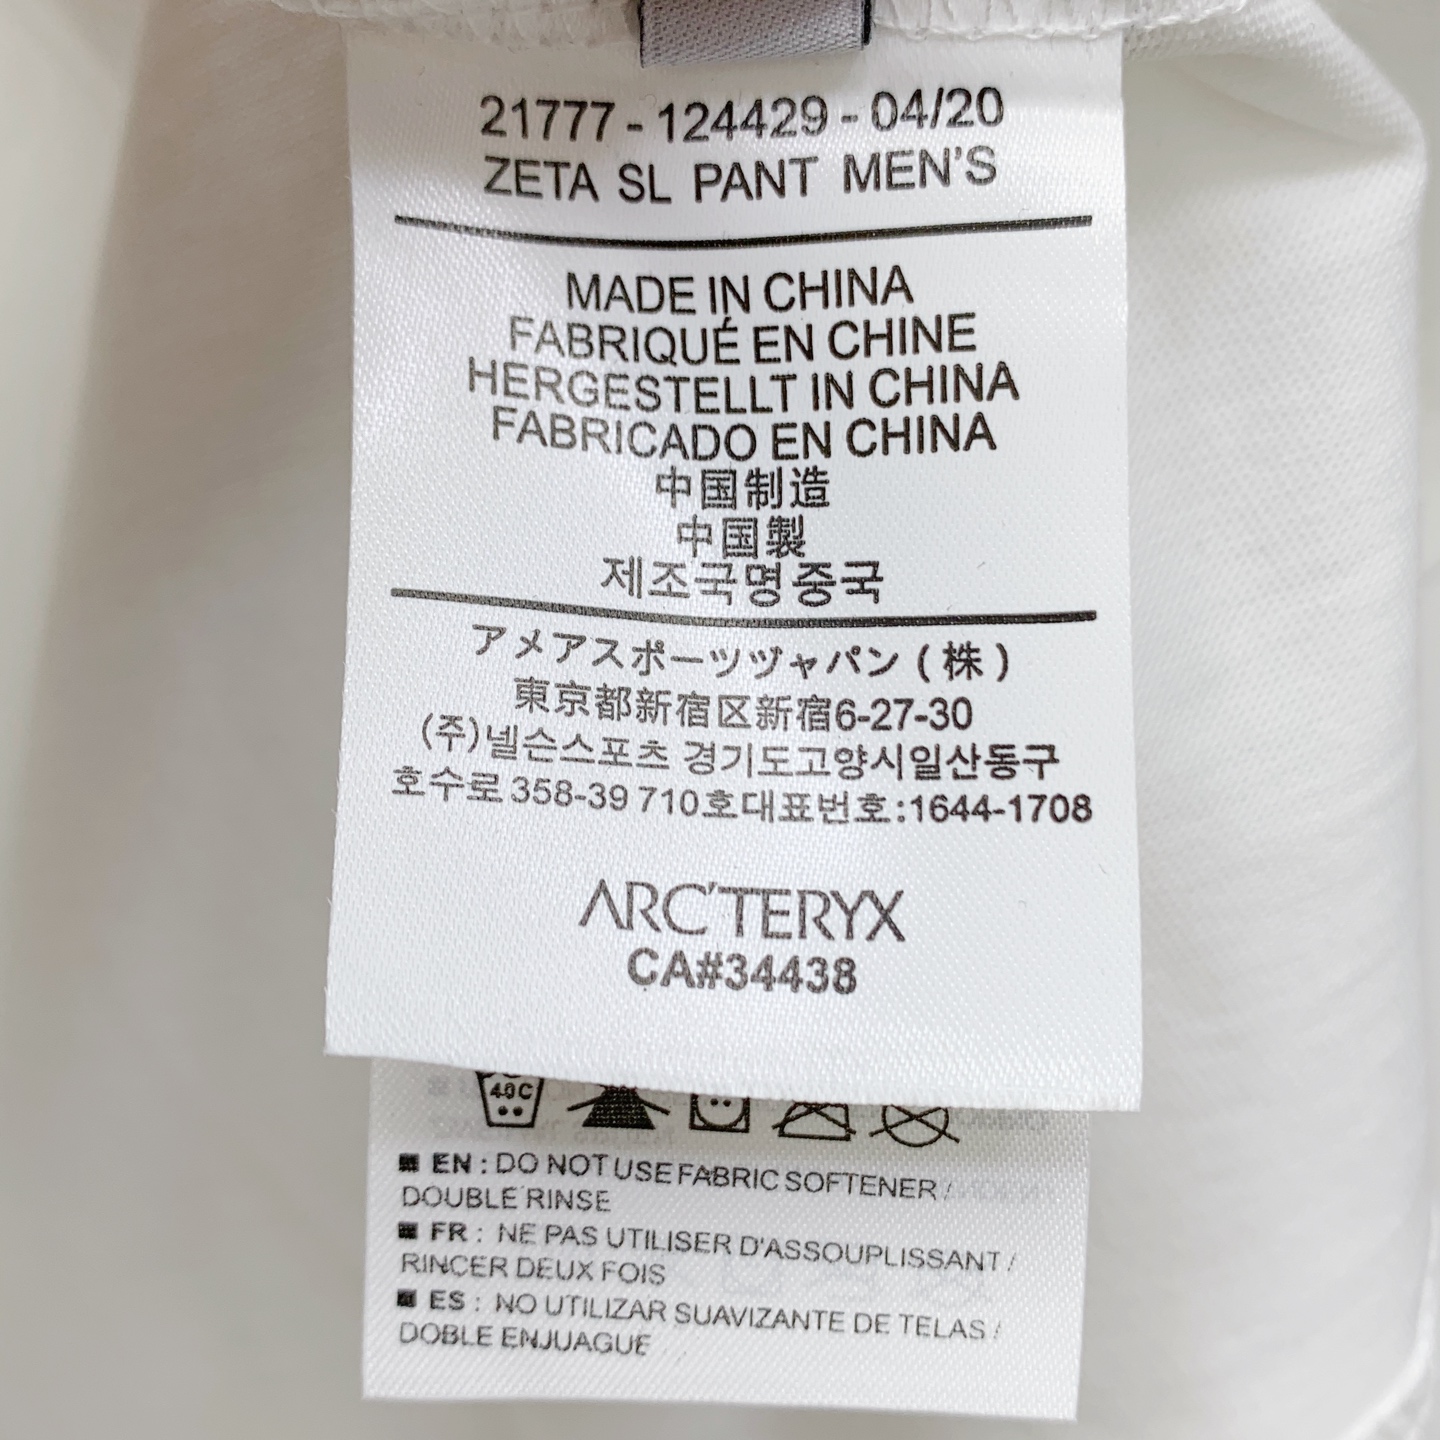 21777 - 124429 - 04/20
ZETA SL PANT MEN'S
MADE IN CHINA
FABRIQUÉ EN CHINE
HERGESTELLT IN CHINA
FABRICADO EN CHINA
中国制造
中国製
제조국명 중국
アメアスポーツヅャパン ( 株 )
東京都新宿区新宿6-27-30
(주)넬슨스포츠 경기도고양시일산동구
호수로 358-39 710호대표번호:1644-1708
ARC'TERYX
CA#34438
40C
EN : DO NOT USE FABRIC SOFTENER /
DOUBLE RINSE
FR : NE PAS UTILISER D'ASSOUPLISSANT /
RINCER DEUX FOIS
ES : NO UTILIZAR SUAVIZANTE DE TELAS /
DOBLE ENJUAGUE